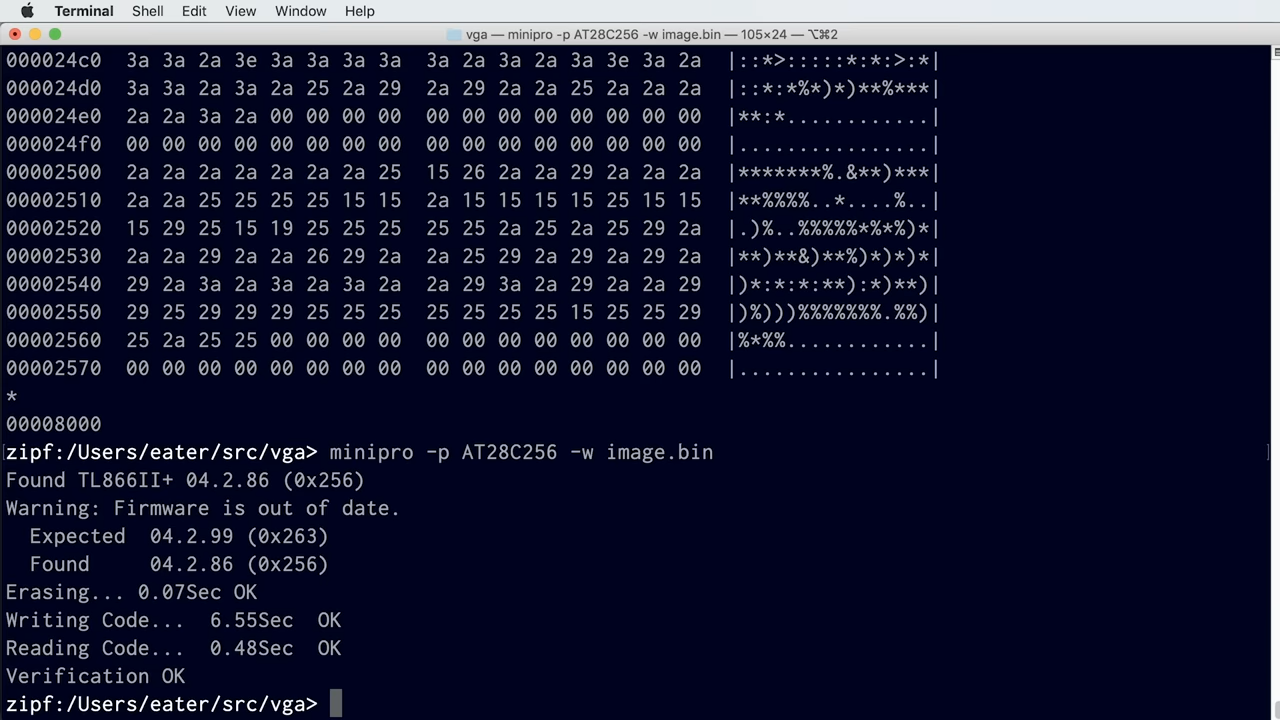 Terminal Shell Edit View Window Help
vga — minipro -p AT28C256 -w image.bin — 105×24 — ⌥⌘2
000024c0  3a 3a 2a 3e 3a 3a 3a 3a  3a 2a 3a 2a 3a 3e 3a 2a  |::*>:::::*:*:>:*|
000024d0  3a 3a 2a 3a 2a 25 2a 29  2a 29 2a 2a 25 2a 2a 2a  |::*:*%*)*)**%***|
000024e0  2a 2a 3a 2a 00 00 00 00  00 00 00 00 00 00 00 00  |**:*............|
000024f0  00 00 00 00 00 00 00 00  00 00 00 00 00 00 00 00  |................|
00002500  2a 2a 2a 2a 2a 2a 2a 25  15 26 2a 2a 29 2a 2a 2a  |*******%.&**)***|
00002510  2a 2a 25 25 25 25 15 15  2a 15 15 15 15 25 15 15  |**%%%%..*....%..|
00002520  15 29 25 15 19 25 25 25  25 25 2a 25 2a 25 29 2a  |.)%..%%%%%*%*%)*|
00002530  2a 2a 29 2a 2a 26 29 2a  2a 25 29 2a 29 2a 29 2a  |**)**&)**%)*)*)*|
00002540  29 2a 3a 2a 3a 2a 3a 2a  2a 29 3a 2a 29 2a 2a 29  |)*:*:*:**):*)**)|
00002550  29 25 29 29 29 25 25 25  25 25 25 25 15 25 25 29  |)%)))%%%%%%%.%%)|
00002560  25 2a 25 25 00 00 00 00  00 00 00 00 00 00 00 00  |%*%%............|
00002570  00 00 00 00 00 00 00 00  00 00 00 00 00 00 00 00  |................|
*
00008000
zipf:/Users/eater/src/vga> minipro -p AT28C256 -w image.bin
Found TL866II+ 04.2.86 (0x256)
Warning: Firmware is out of date.
  Expected  04.2.99 (0x263)
  Found     04.2.86 (0x256)
Erasing... 0.07Sec OK
Writing Code...  6.55Sec  OK
Reading Code...  0.48Sec  OK
Verification OK
zipf:/Users/eater/src/vga>